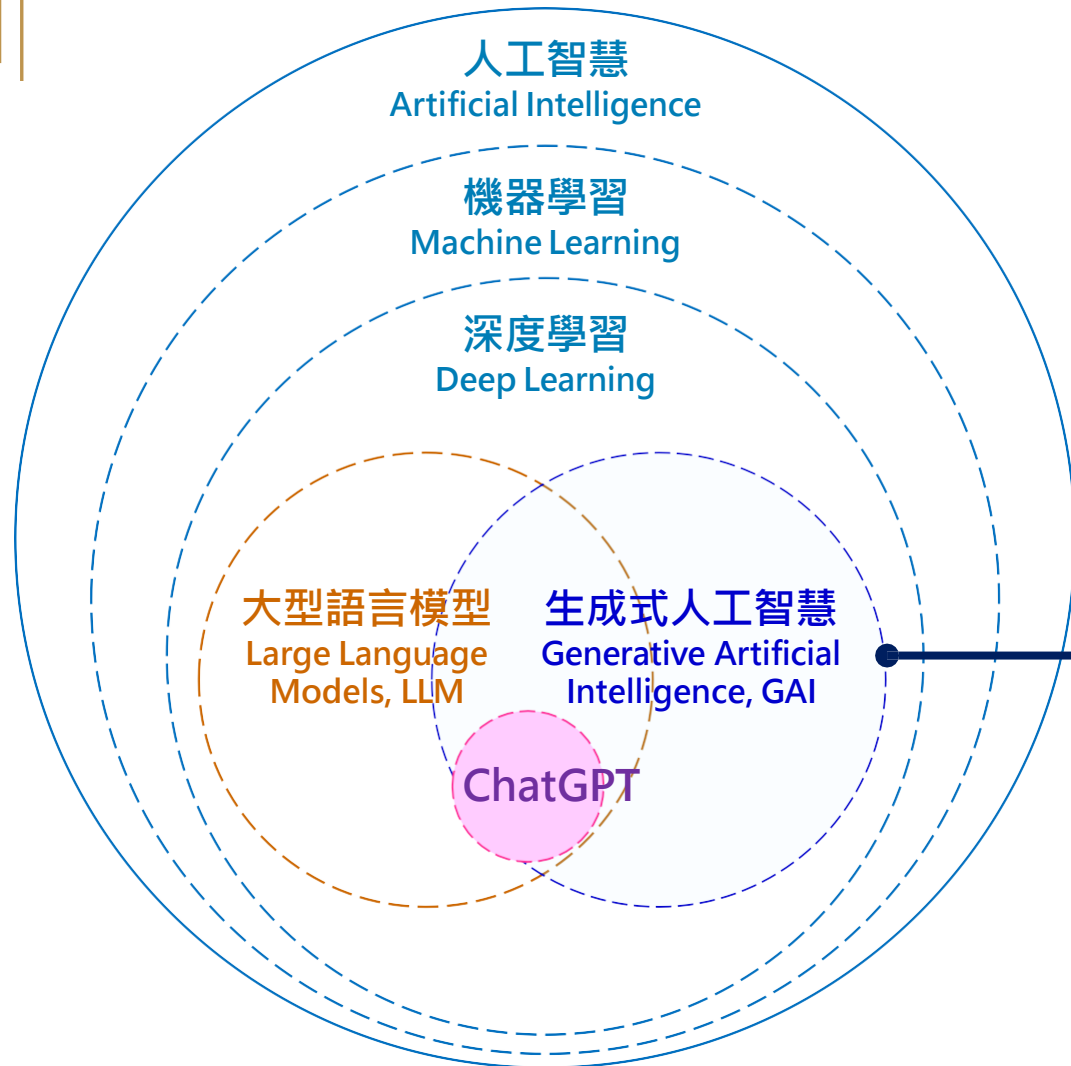 人工智慧
Artificial Intelligence
機器學習
Machine Learning
深度學習
Deep Learning
大型語言模型
Large Language
Models, LLM
生成式人工智慧
Generative Artificial
Intelligence, GAI
ChatGPT